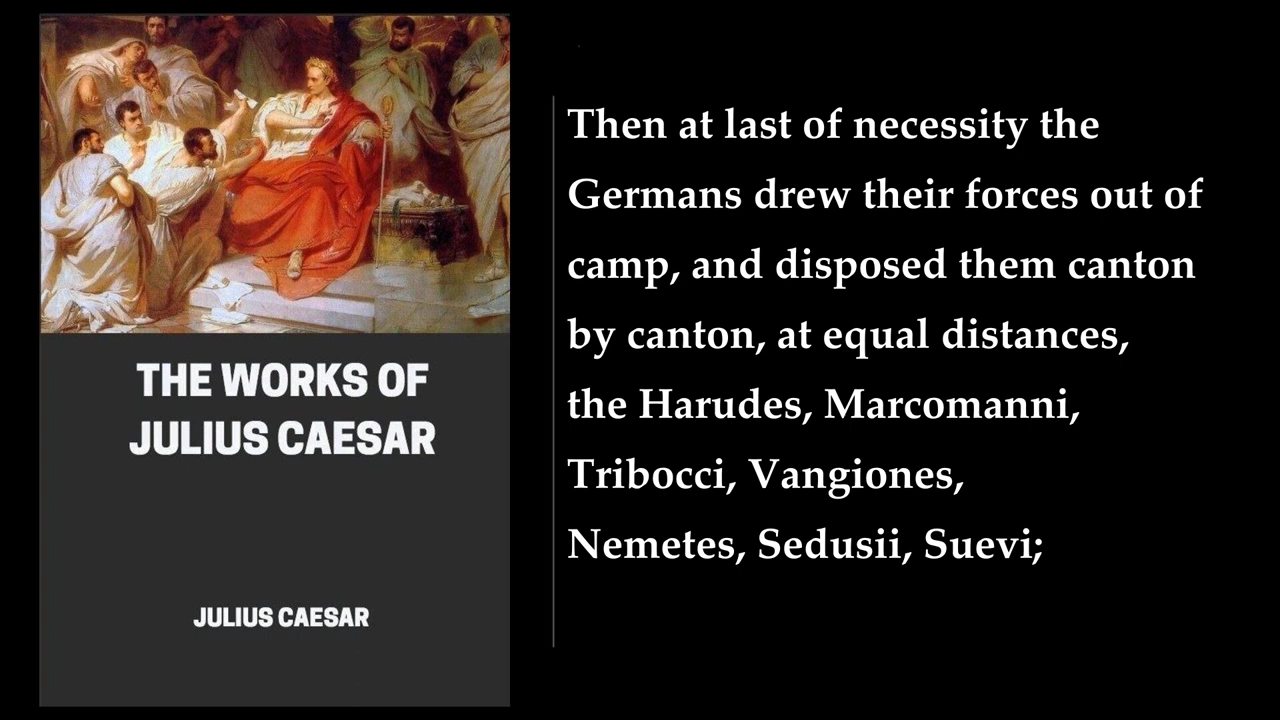 THE WORKS OF
JULIUS CAESAR
JULIUS CAESAR
Then at last of necessity the
Germans drew their forces out of
camp, and disposed them canton
by canton, at equal distances,
the Harudes, Marcomanni,
Tribocci, Vangiones,
Nemetes, Sedusii, Suevi;